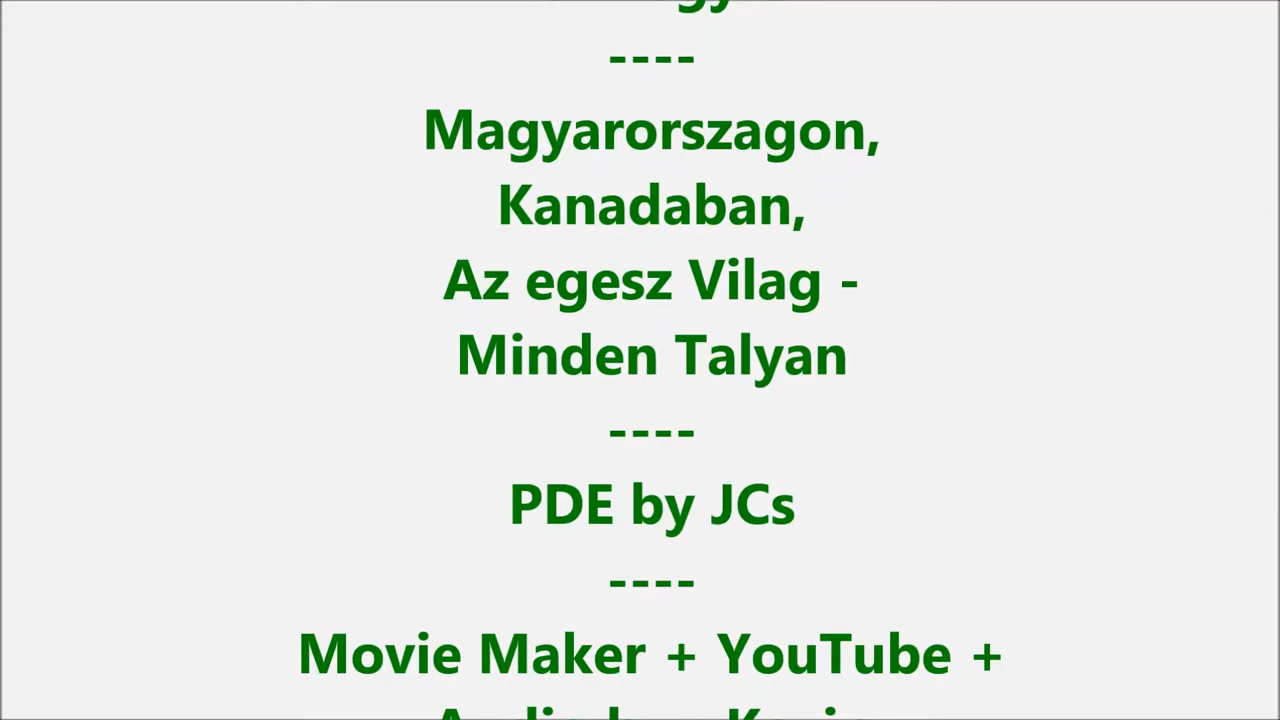 ----
Magyarorszagon,
Kanadaban,
Az egesz Vilag -
Minden Talyan
----
PDE by JCs
----
Movie Maker + YouTube +